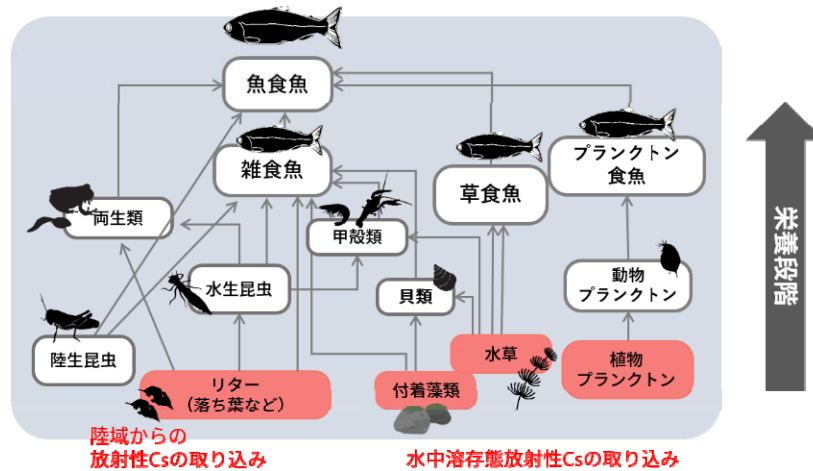 魚食魚
雑食魚
草食魚
プランクトン
食魚
両生類
甲殻類
水生昆虫
貝類
動物
プランクトン
陸生昆虫
リター
（落ち葉など）
付着藻類
水草
植物
プランクトン
栄養段階
陸域からの
放射性Csの取り込み
水中溶存態放射性Csの取り込み